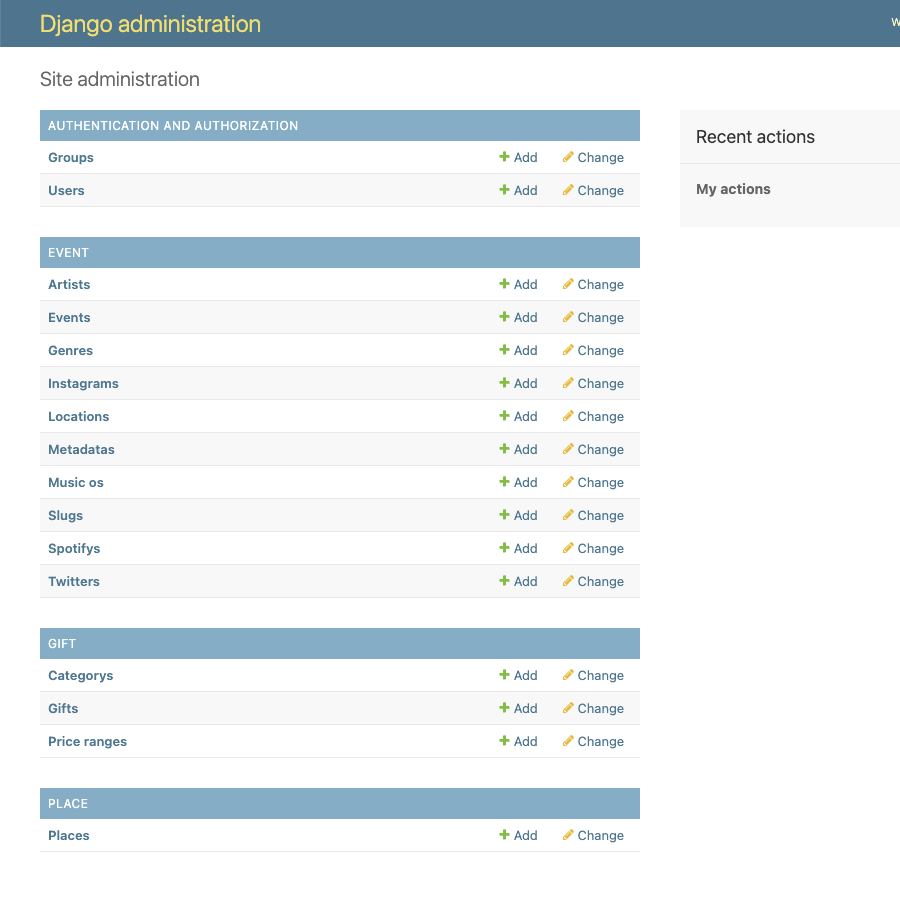 Django administration
W
Site administration
AUTHENTICATION AND AUTHORIZATION
Groups Add Change
Users Add Change
EVENT
Artists Add Change
Events Add Change
Genres Add Change
Instagrams Add Change
Locations Add Change
Metadatas Add Change
Music os Add Change
Slugs Add Change
Spotifys Add Change
Twitters Add Change
GIFT
Categorys Add Change
Gifts Add Change
Price ranges Add Change
PLACE
Places Add Change
Recent actions
My actions